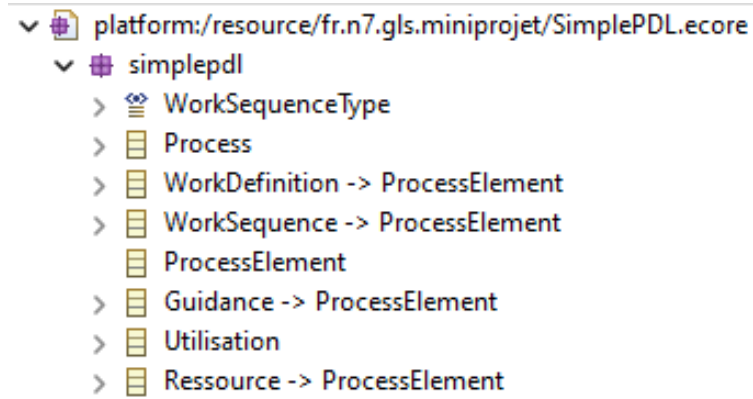 platform:/resource/fr.n7.gls.miniprojet/SimplePDL.ecore
simplepdl
WorkSequenceType
Process
WorkDefinition -> ProcessElement
WorkSequence -> ProcessElement
ProcessElement
Guidance -> ProcessElement
Utilisation
Ressource -> ProcessElement